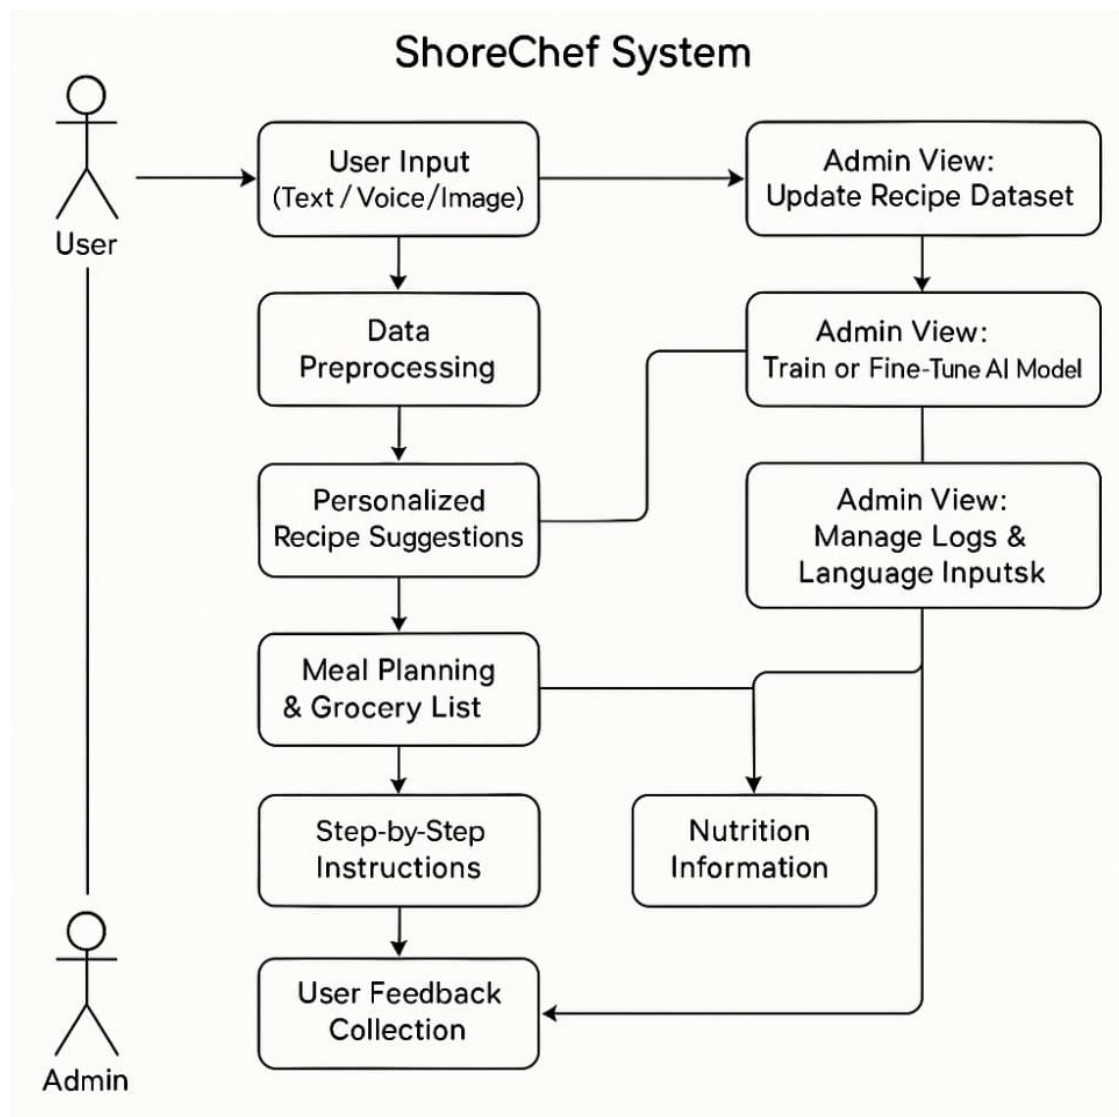 ShoreChef System
User
User Input
(Text / Voice/Image)
Admin View:
Update Recipe Dataset
Data
Preprocessing
Admin View:
Train or Fine-Tune AI Model
Personalized
Recipe Suggestions
Admin View:
Manage Logs &
Language Inputsk
Meal Planning
& Grocery List
Step-by-Step
Instructions
Nutrition
Information
User Feedback
Collection
Admin